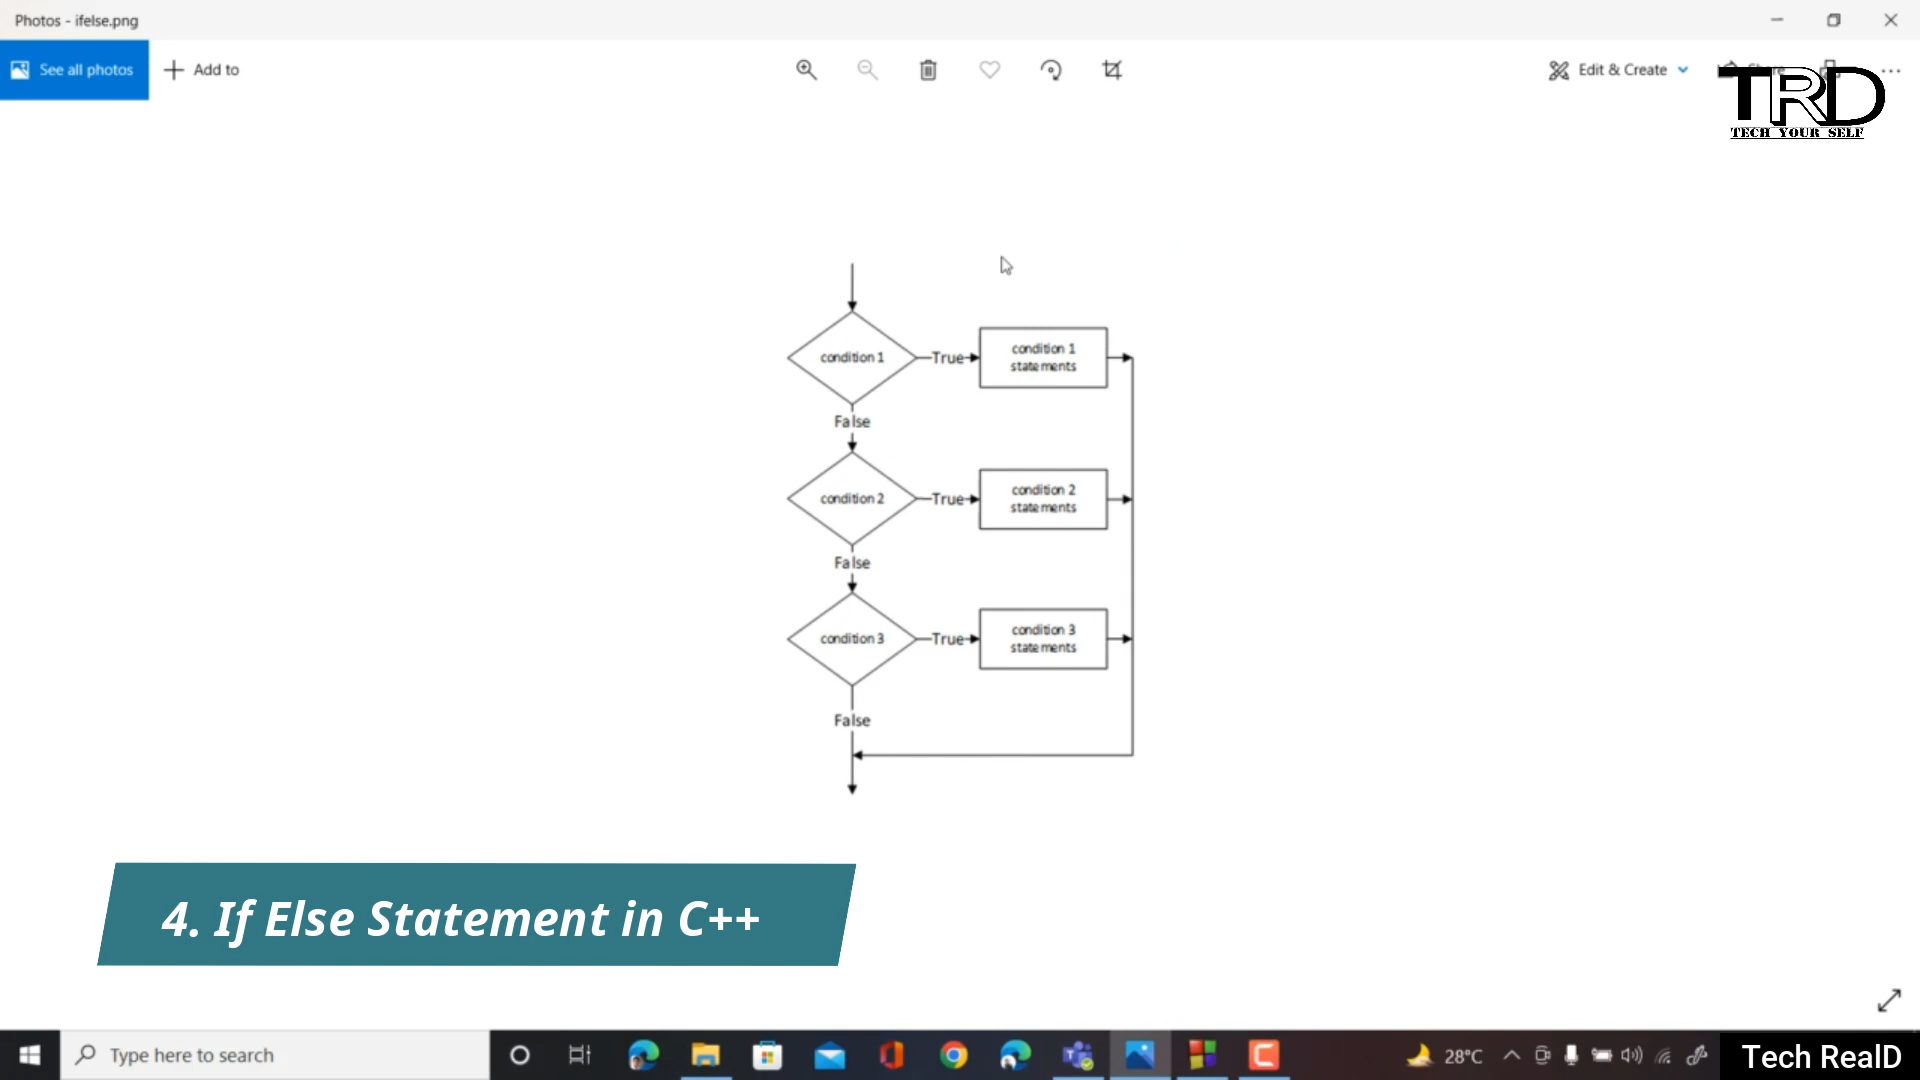 Photos - ifelse.png
See all photos
Add to
Edit & Create
Share
TRD
TECH YOUR SELF
condition 1
True
condition 1
statements
False
condition 2
True
condition 2
statements
False
condition 3
True
condition 3
statements
False
4. If Else Statement in C++
Type here to search
28°C
Tech RealD